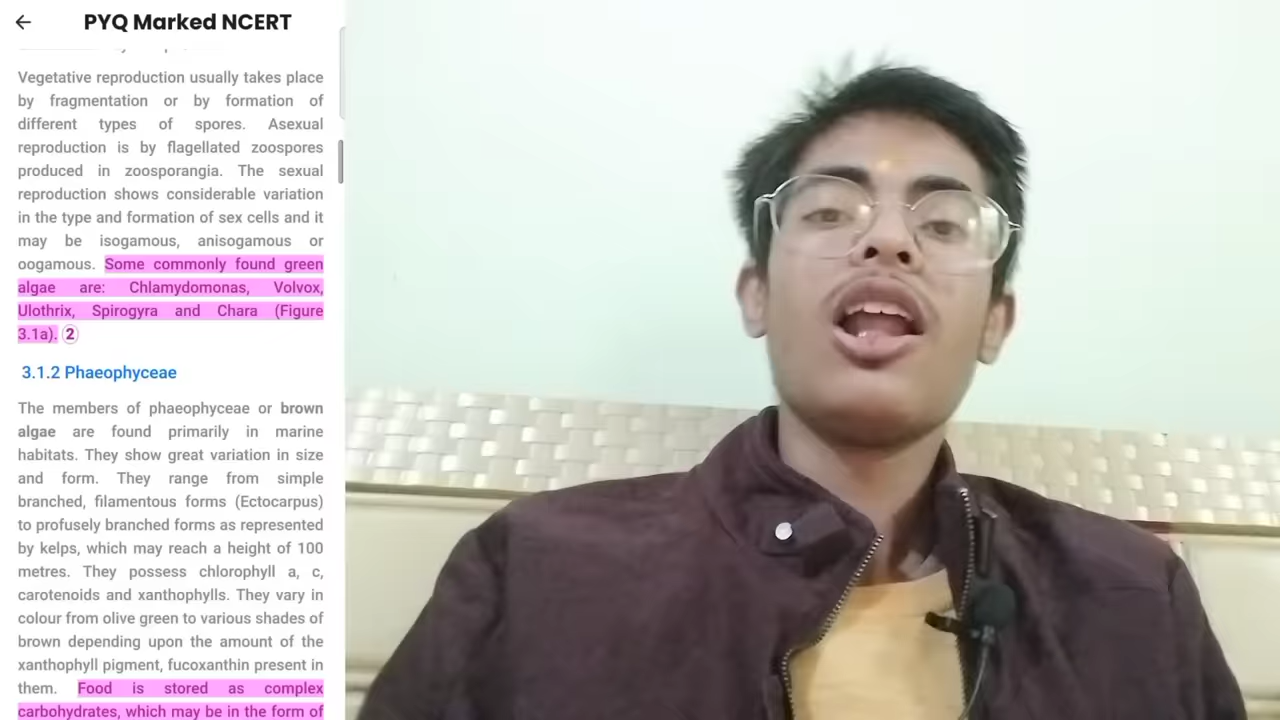 PYQ Marked NCERT
Vegetative reproduction usually takes place
by fragmentation or by formation of
different types of spores. Asexual
reproduction is by flagellated zoospores
produced in zoosporangia. The sexual
reproduction shows considerable variation
in the type and formation of sex cells and it
may be isogamous, anisogamous or
oogamous. Some commonly found green
algae are: Chlamydomonas, Volvox,
Ulothrix, Spirogyra and Chara (Figure
3.1a). 2
3.1.2 Phaeophyceae
The members of phaeophyceae or brown
algae are found primarily in marine
habitats. They show great variation in size
and form. They range from simple
branched, filamentous forms (Ectocarpus)
to profusely branched forms as represented
by kelps, which may reach a height of 100
metres. They possess chlorophyll a, c,
carotenoids and xanthophylls. They vary in
colour from olive green to various shades of
brown depending upon the amount of the
xanthophyll pigment, fucoxanthin present in
them. Food is stored as complex
carbohydrates, which may be in the form of